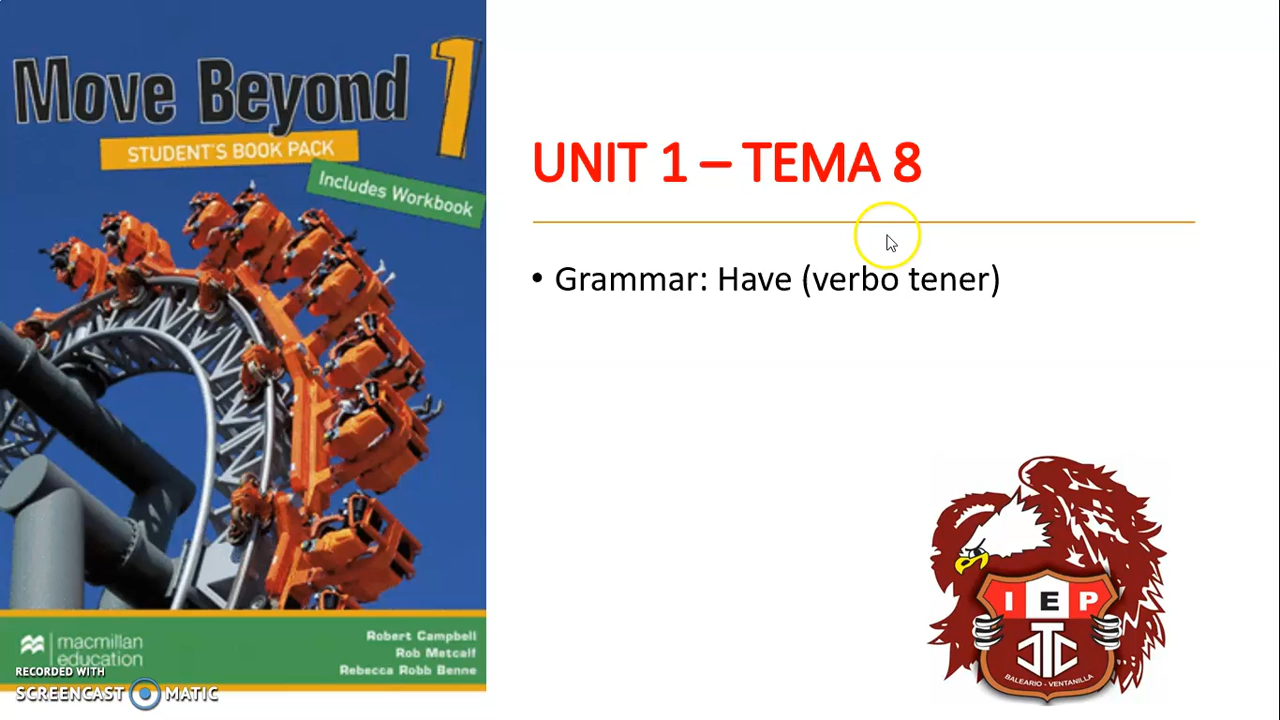 Move Beyond 1
STUDENT'S BOOK PACK
Includes Workbook
macmillan
education
Robert Campbell
Rob Metcalf
Rebecca Robb Benne
RECORDED WITH
SCREENCAST MATIC
UNIT 1 – TEMA 8
• Grammar: Have (verbo tener)
I E P
JTC
BALEARIO - VENTANILLA